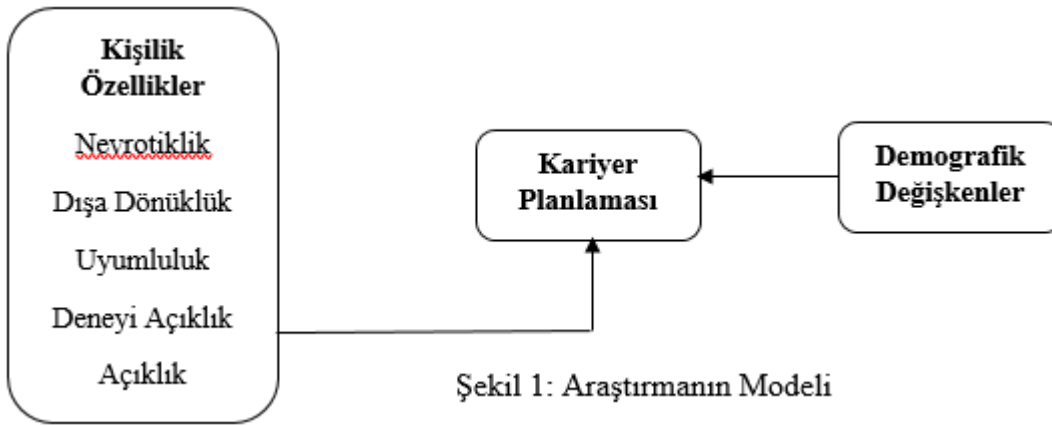 Kişilik
Özellikler
Nevrotiklik
Dışa Dönüklük
Uyumluluk
Deneyi Açıklık
Açıklık
Kariyer
Planlaması
Demografik
Değişkenler
Şekil 1: Araştırmanın Modeli